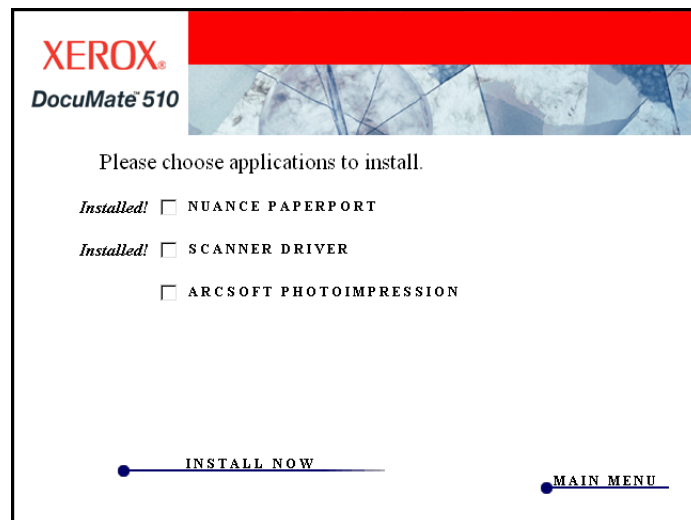 XEROX®
DocuMate™ 510
Please choose applications to install.
Installed! NUANCE PAPERPORT
Installed! SCANNER DRIVER
ARCSOFT PHOTOIMPRESSION
INSTALL NOW
MAIN MENU